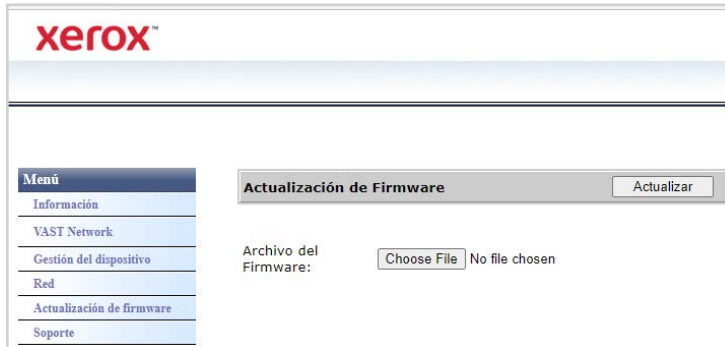 xerox™
Menú
Información
VAST Network
Gestión del dispositivo
Red
Actualización de firmware
Soporte
Actualización de Firmware
Actualizar
Archivo del
Firmware:
Choose File No file chosen